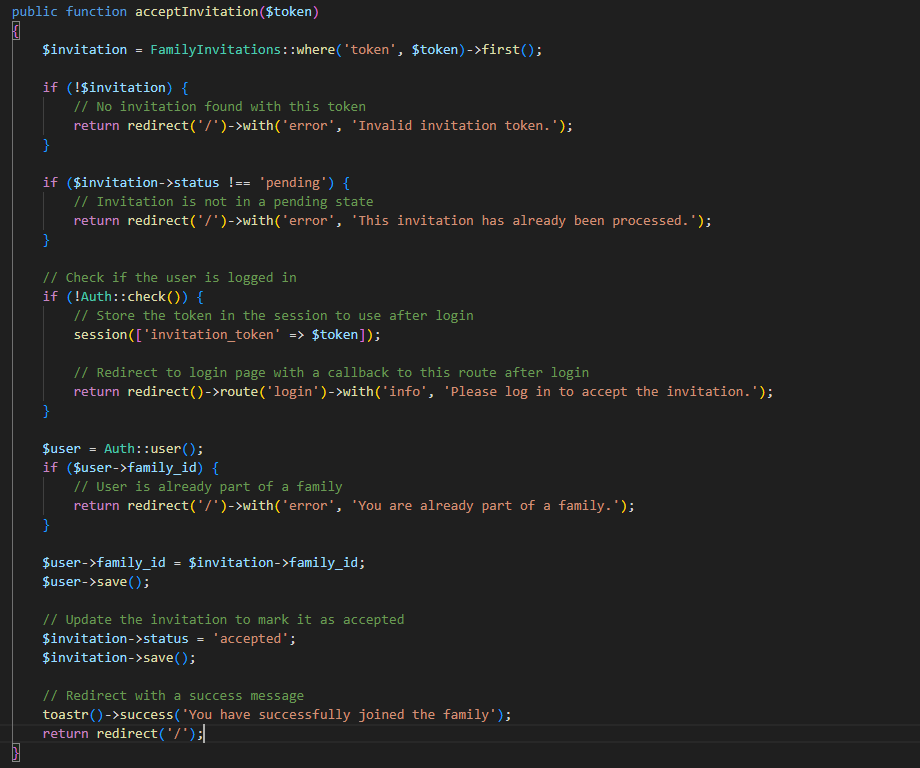 public function acceptInvitation($token)
{
    $invitation = FamilyInvitations::where('token', $token)->first();

    if (!$invitation) {
        // No invitation found with this token
        return redirect('/')->with('error', 'Invalid invitation token.');
    }

    if ($invitation->status !== 'pending') {
        // Invitation is not in a pending state
        return redirect('/')->with('error', 'This invitation has already been processed.');
    }

    // Check if the user is logged in
    if (!Auth::check()) {
        // Store the token in the session to use after login
        session(['invitation_token' => $token]);

        // Redirect to login page with a callback to this route after login
        return redirect()->route('login')->with('info', 'Please log in to accept the invitation.');
    }

    $user = Auth::user();
    if ($user->family_id) {
        // User is already part of a family
        return redirect('/')->with('error', 'You are already part of a family.');
    }

    $user->family_id = $invitation->family_id;
    $user->save();

    // Update the invitation to mark it as accepted
    $invitation->status = 'accepted';
    $invitation->save();

    // Redirect with a success message
    toastr()->success('You have successfully joined the family');
    return redirect('/');
}